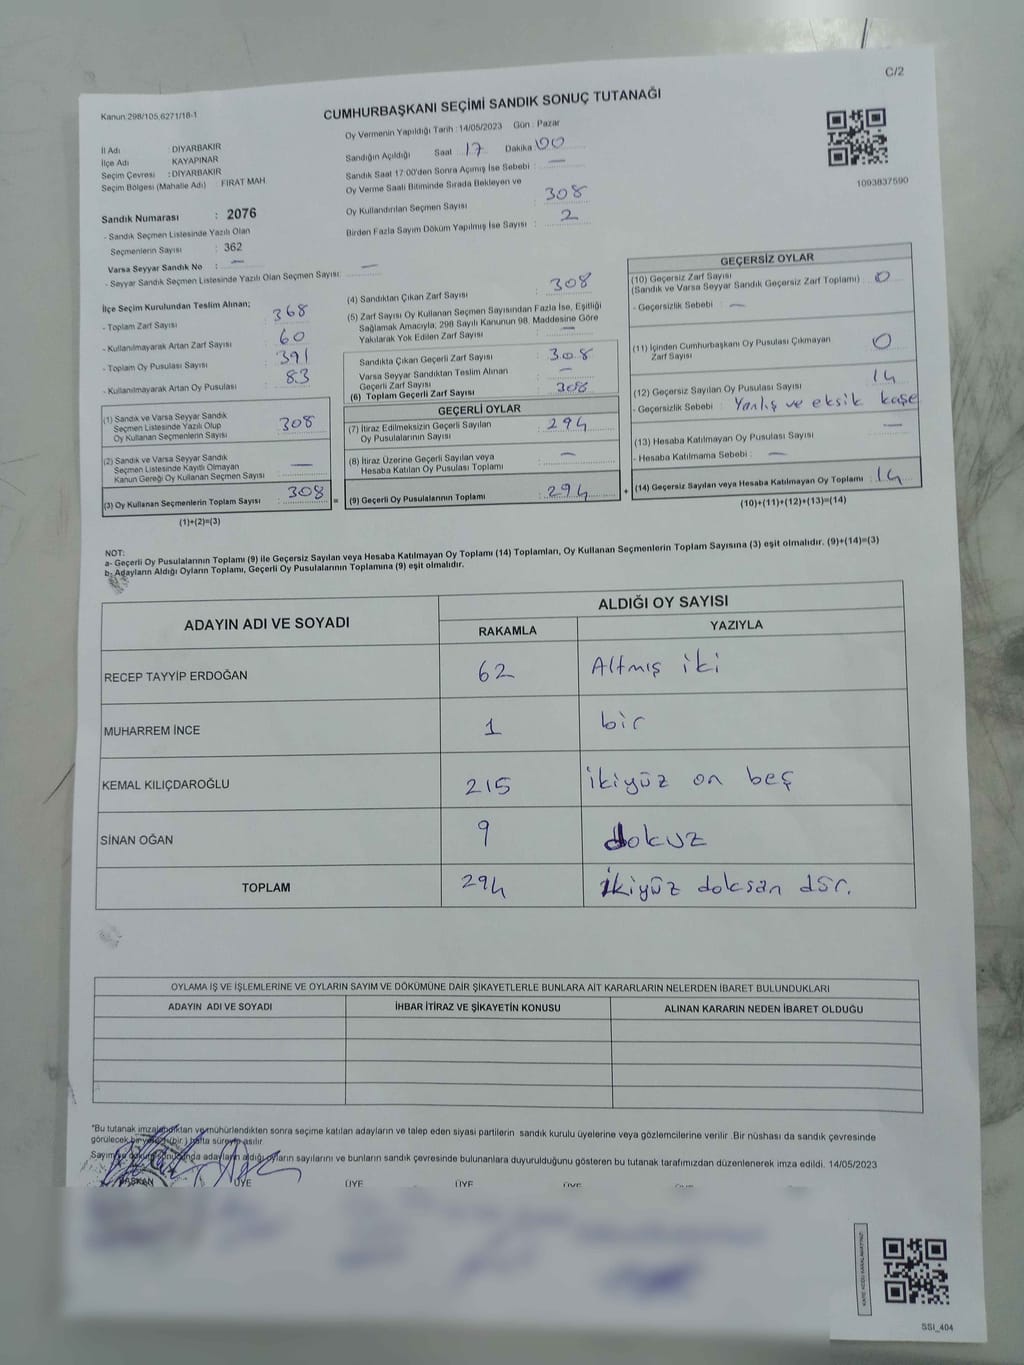 C/2
Kanun:298/105,6271/18-1
CUMHURBAŞKANI SEÇİMİ SANDIK SONUÇ TUTANAĞI
Oy Vermenin Yapıldığı Tarih : 14/05/2023 Gün : Pazar
İl Adı : DİYARBAKIR
İlçe Adı : KAYAPINAR
Seçim Çevresi : DİYARBAKIR
Seçim Bölgesi (Mahalle Adı) : FIRAT MAH.
Sandığın Açıldığı Saat : 17 Dakika : 00
Sandık Saat 17:00'den Sonra Açımış İse Sebebi : —
Oy Verme Saati Bitiminde Sırada Bekleyen ve
Oy Kullandırılan Seçmen Sayısı : 308
Birden Fazla Sayım Döküm Yapılmış İse Sayısı : 2
1093837590
Sandık Numarası : 2076
- Sandık Seçmen Listesinde Yazılı Olan
Seçmenlerin Sayısı : 362
Varsa Seyyar Sandık No : —
- Seyyar Sandık Seçmen Listesinde Yazılı Olan Seçmen Sayısı: —
İlçe Seçim Kurulundan Teslim Alınan;
- Toplam Zarf Sayısı : 368
- Kullanılmayarak Artan Zarf Sayısı : 60
- Toplam Oy Pusulası Sayısı : 391
- Kullanılmayarak Artan Oy Pusulası : 83
(1) Sandık ve Varsa Seyyar Sandık
Seçmen Listesinde Yazılı Olup
Oy Kullanan Seçmenlerin Sayısı : 308
(2) Sandık ve Varsa Seyyar Sandık
Seçmen Listesinde Kayıtlı Olmayan
Kanun Gereği Oy Kullanan Seçmen Sayısı : —
(3) Oy Kullanan Seçmenlerin Toplam Sayısı : 308 =
(1)+(2)=(3)
(4) Sandıktan Çıkan Zarf Sayısı : 308
(5) Zarf Sayısı Oy Kullanan Seçmen Sayısından Fazla İse, Eşitliği
Sağlamak Amacıyla, 298 Sayılı Kanunun 98. Maddesine Göre
Yakılarak Yok Edilen Zarf Sayısı : —
Sandıkta Çıkan Geçerli Zarf Sayısı : 308
Varsa Seyyar Sandıktan Teslim Alınan
Geçerli Zarf Sayısı : —
(6) Toplam Geçerli Zarf Sayısı : 308
GEÇERLİ OYLAR
(7) İtiraz Edilmeksizin Geçerli Sayılan
Oy Pusulalarının Sayısı : 294
(8) İtiraz Üzerine Geçerli Sayılan veya
Hesaba Katılan Oy Pusulası Toplamı : —
(9) Geçerli Oy Pusulalarının Toplamı : 294 +
GEÇERSİZ OYLAR
(10) Geçersiz Zarf Sayısı
(Sandık ve Varsa Seyyar Sandık Geçersiz Zarf Toplamı) : 0
- Geçersizlik Sebebi : —
(11) İçinden Cumhurbaşkanı Oy Pusulası Çıkmayan
Zarf Sayısı : 0
(12) Geçersiz Sayılan Oy Pusulası Sayısı : 14
- Geçersizlik Sebebi : Yanlış ve eksik kaşe
(13) Hesaba Katılmayan Oy Pusulası Sayısı : —
- Hesaba Katılmama Sebebi : —
(14) Geçersiz Sayılan veya Hesaba Katılmayan Oy Toplamı : 14
(10)+(11)+(12)+(13)=(14)
NOT:
a- Geçerli Oy Pusulalarının Toplamı (9) ile Geçersiz Sayılan veya Hesaba Katılmayan Oy Toplamı (14) Toplamları, Oy Kullanan Seçmenlerin Toplam Sayısına (3) eşit olmalıdır. (9)+(14)=(3)
b- Adayların Aldığı Oyların Toplamı, Geçerli Oy Pusulalarının Toplamına (9) eşit olmalıdır.
ADAYIN ADI VE SOYADI ALDIĞI OY SAYISI
RAKAMLA YAZIYLA
RECEP TAYYİP ERDOĞAN 62 Altmış iki
MUHARREM İNCE 1 bir
KEMAL KILIÇDAROĞLU 215 ikiyüz on beş
SİNAN OĞAN 9 dokuz
TOPLAM 294 ikiyüz doksan dör.
OYLAMA İŞ VE İŞLEMLERİNE VE OYLARIN SAYIM VE DÖKÜMÜNE DAİR ŞİKAYETLERLE BUNLARA AİT KARARLARIN NELERDEN İBARET BULUNDUKLARI
ADAYIN ADI VE SOYADI İHBAR İTİRAZ VE ŞİKAYETİN KONUSU ALINAN KARARIN NEDEN İBARET OLDUĞU
"Bu tutanak imzalandıktan ve mühürlendikten sonra seçime katılan adayların ve talep eden siyasi partilerin sandık kurulu üyelerine veya gözlemcilerine verilir .Bir nüshası da sandık çevresinde
görülecek bir yere (bir ) hafta süreyle asılır.
Sayım ve döküm sonucunda adayların aldığı oyların sayılarını ve bunların sandık çevresinde bulunanlara duyurulduğunu gösteren bu tutanak tarafımızdan düzenlenerek imza edildi. 14/05/2023
BAŞKAN ÜYE ÜYE ÜYE ÜYE
KARE KODU KARALAMAYINIZ!
SSI_404